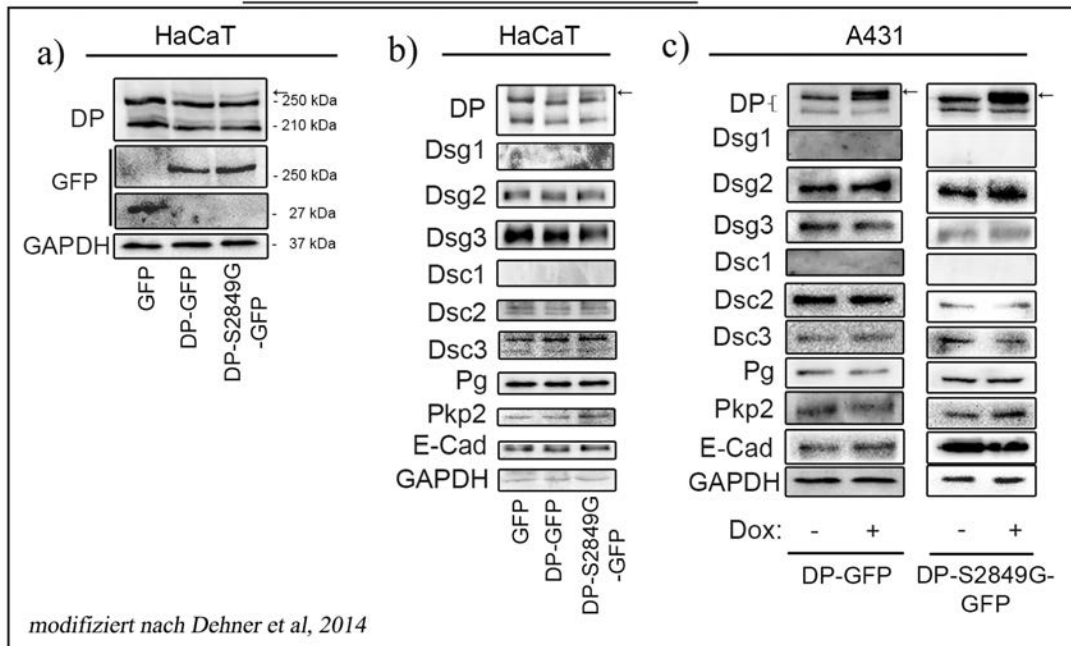 a)
HaCaT
DP
←
- 250 kDa
- 210 kDa
GFP
- 250 kDa
- 27 kDa
GAPDH
- 37 kDa
GFP
DP-GFP
DP-S2849G
-GFP
b)
HaCaT
DP
←
Dsg1
Dsg2
Dsg3
Dsc1
Dsc2
Dsc3
Pg
Pkp2
E-Cad
GAPDH
GFP
DP-GFP
DP-S2849G
-GFP
c)
A431
DP{
← ←
Dsg1
Dsg2
Dsg3
Dsc1
Dsc2
Dsc3
Pg
Pkp2
E-Cad
GAPDH
Dox: - + - +
DP-GFP
DP-S2849G-
GFP
modifiziert nach Dehner et al, 2014